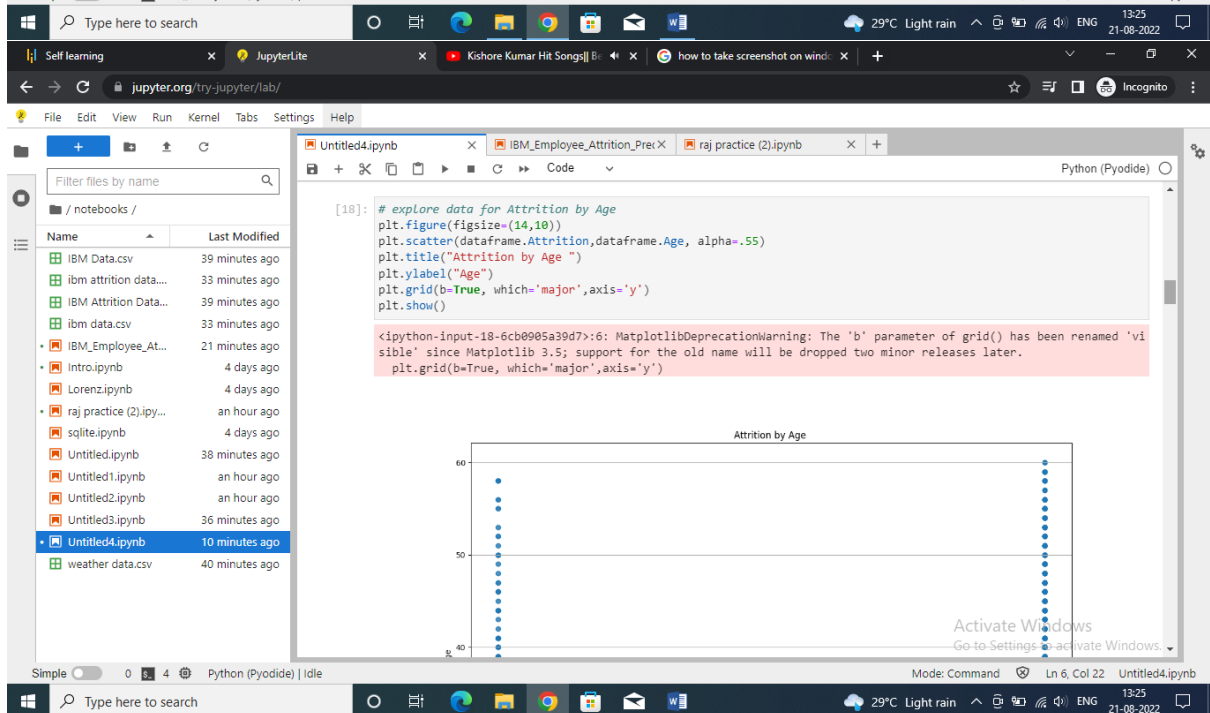 Type here to search
29°C Light rain
ENG
13:25
21-08-2022
Self learning
JupyterLite
Kishore Kumar Hit Songs|| Be
how to take screenshot on windo
jupyter.org/try-jupyter/lab/
Incognito
File Edit View Run Kernel Tabs Settings Help
Untitled4.ipynb
IBM_Employee_Attrition_Prec
raj practice (2).ipynb
Code
Python (Pyodide)
Filter files by name
/ notebooks /
Name Last Modified
IBM Data.csv 39 minutes ago
ibm attrition data.... 33 minutes ago
IBM Attrition Data... 39 minutes ago
ibm data.csv 33 minutes ago
IBM_Employee_At... 21 minutes ago
Intro.ipynb 4 days ago
Lorenz.ipynb 4 days ago
raj practice (2).ipy... an hour ago
sqlite.ipynb 4 days ago
Untitled.ipynb 38 minutes ago
Untitled1.ipynb an hour ago
Untitled2.ipynb an hour ago
Untitled3.ipynb 36 minutes ago
Untitled4.ipynb 10 minutes ago
weather data.csv 40 minutes ago
[18]: # explore data for Attrition by Age
plt.figure(figsize=(14,10))
plt.scatter(dataframe.Attrition,dataframe.Age, alpha=.55)
plt.title("Attrition by Age ")
plt.ylabel("Age")
plt.grid(b=True, which='major',axis='y')
plt.show()
<ipython-input-18-6cb0905a39d7>:6: MatplotlibDeprecationWarning: The 'b' parameter of grid() has been renamed 'vi
sible' since Matplotlib 3.5; support for the old name will be dropped two minor releases later.
plt.grid(b=True, which='major',axis='y')
Attrition by Age
60
50
40
Activate Windows
Go to Settings to activate Windows.
Simple 0 4 Python (Pyodide) | Idle
Mode: Command Ln 6, Col 22 Untitled4.ipynb
Type here to search
29°C Light rain
ENG
13:25
21-08-2022